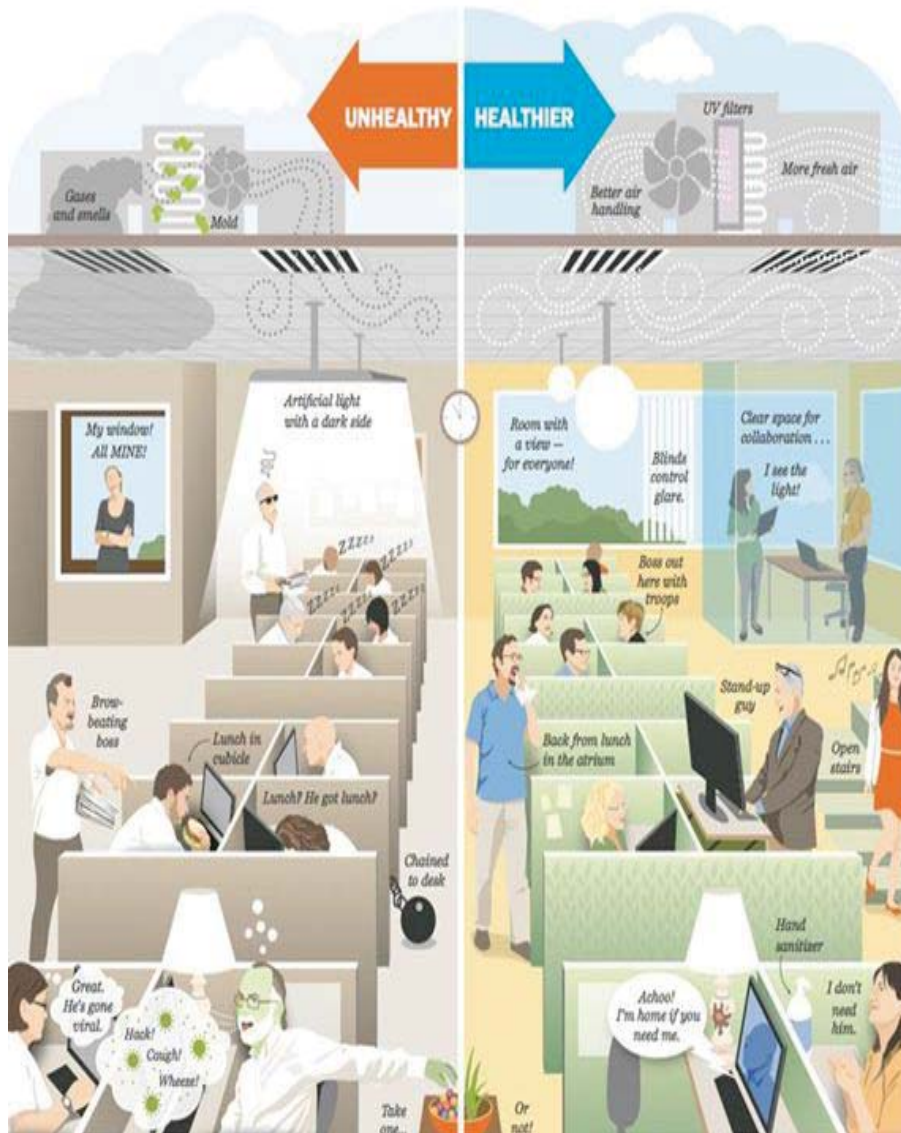 UNHEALTHY
HEALTHIER
Gases
and smells
Mold
UV filters
Better air
handling
More fresh air
My window!
All MINE!
Artificial light
with a dark side
zzzzz
zzzzz
zzzzz
zzzzz
Brow-
beating
boss
Lunch in
cubicle
Lunch? He got lunch?
Chained
to desk
Great.
He's gone
viral.
Hack!
Cough!
Wheeze!
Take
one...
Room with
a view –
for everyone!
Blinds
control
glare.
Clear space for
collaboration . . .
I see the
light!
Boss out
here with
troops
Back from lunch
in the atrium
Stand-up
guy
Open
stairs
Hand
sanitizer
Achoo!
I'm home if you
need me.
I don't
need
him.
Or
not!